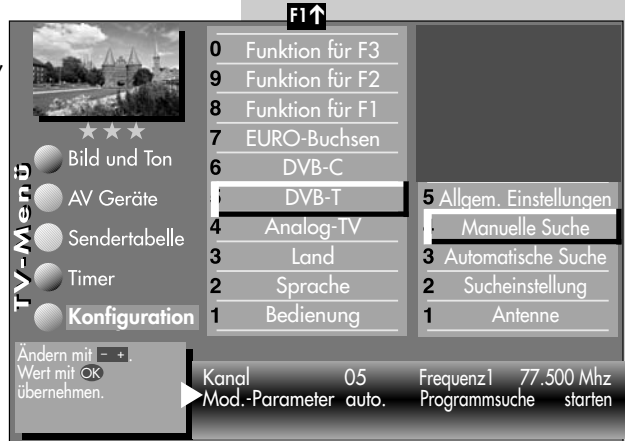 F1↑
0 Funktion für F3
9 Funktion für F2
8 Funktion für F1
7 EURO-Buchsen
6 DVB-C
DVB-T
4 Analog-TV
3 Land
2 Sprache
1 Bedienung
TV-Menü
Bild und Ton
AV Geräte
Sendertabelle
Timer
Konfiguration
5 Allgem. Einstellungen
Manuelle Suche
3 Automatische Suche
2 Sucheinstellung
1 Antenne
Ändern mit - + .
Wert mit OK
übernehmen.
Kanal 05 Frequenz1 77.500 Mhz
Mod.-Parameter auto. Programmsuche starten